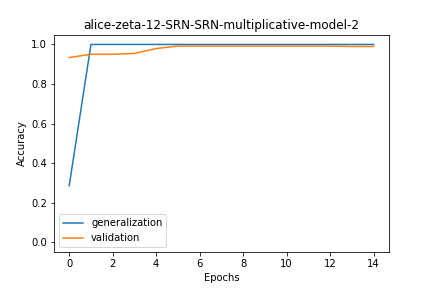 alice-zeta-12-SRN-SRN-multiplicative-model-2
Accuracy
1.0
0.8
0.6
0.4
0.2
0.0
generalization
validation
0 2 4 6 8 10 12 14
Epochs